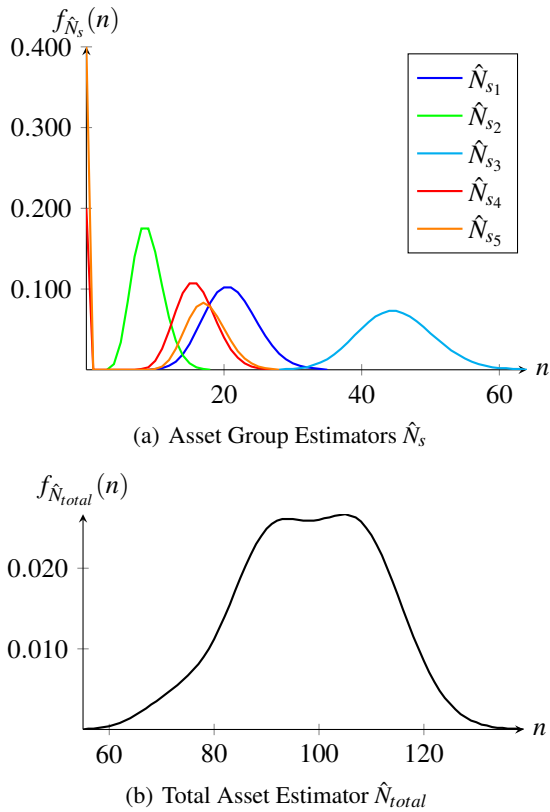 f_{\hat{N}_s}(n)
0.400
0.300
0.200
0.100
20
40
60
n
\hat{N}_{s_1}
\hat{N}_{s_2}
\hat{N}_{s_3}
\hat{N}_{s_4}
\hat{N}_{s_5}
(a) Asset Group Estimators \hat{N}_s
f_{\hat{N}_{total}}(n)
0.020
0.010
60
80
100
120
n
(b) Total Asset Estimator \hat{N}_{total}